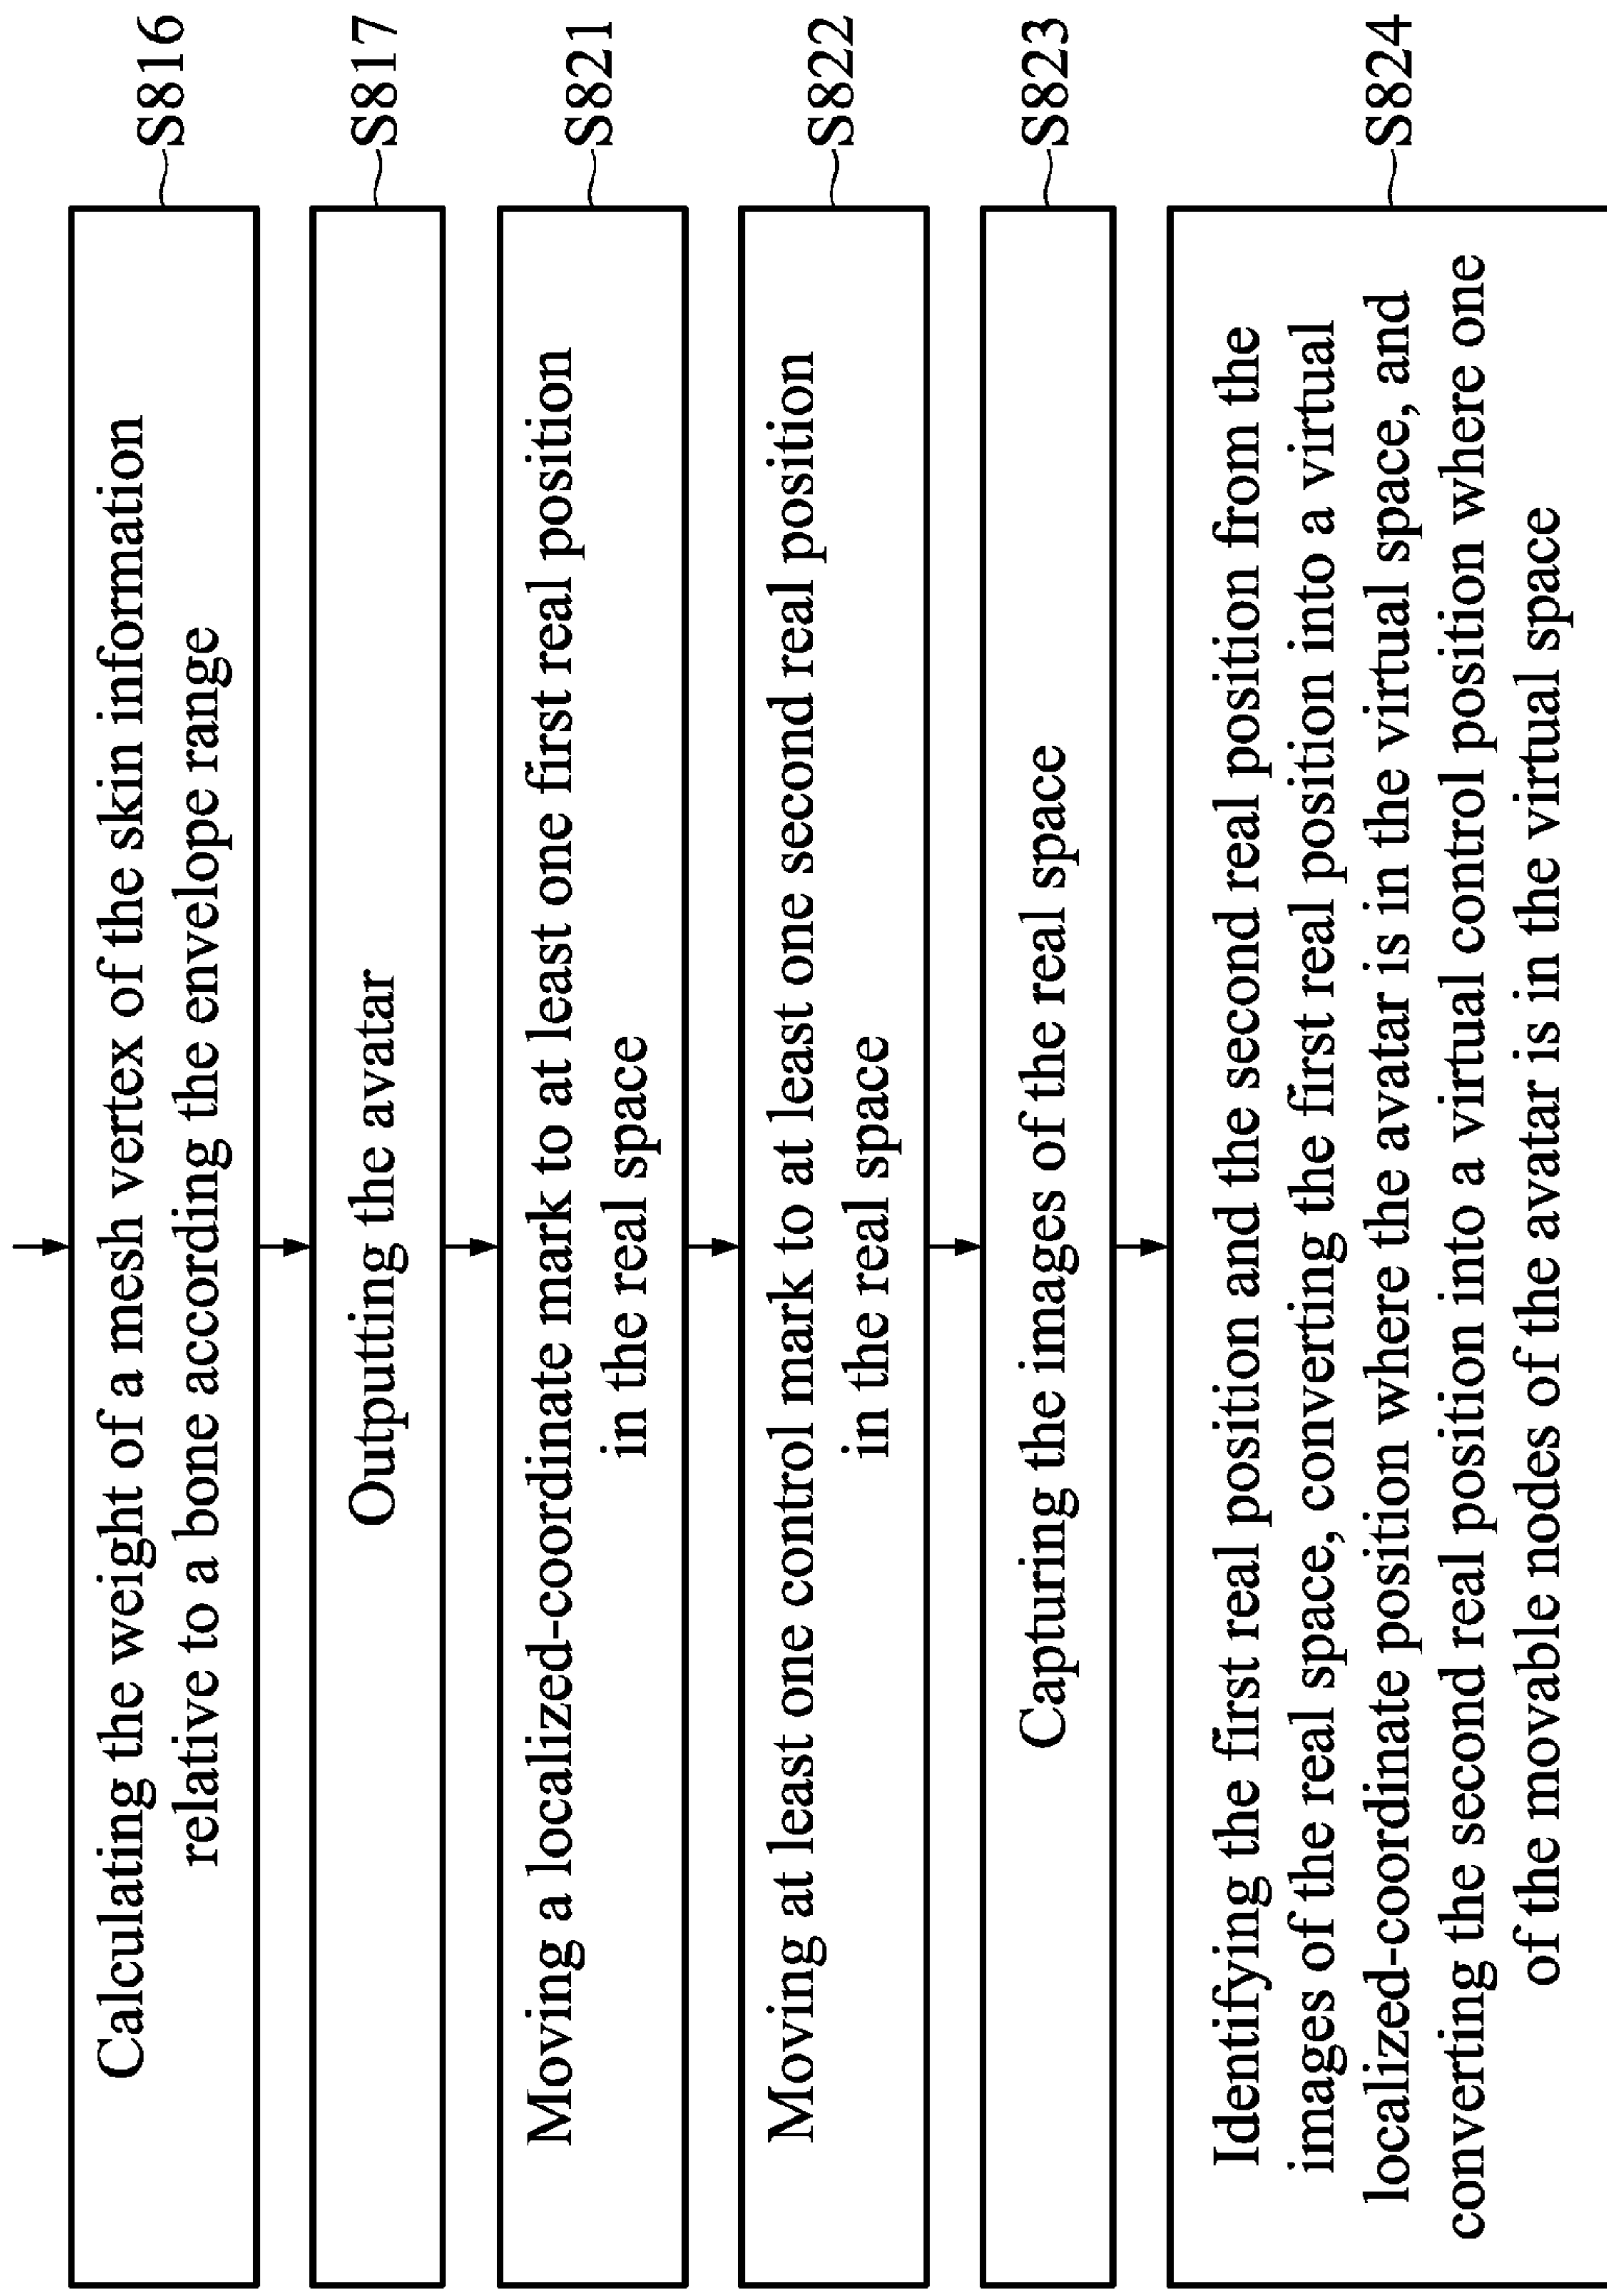 Calculating the weight of a mesh vertex of the skin information
relative to a bone according the envelope range
S816
Outputting the avatar
S817
Moving a localized-coordinate mark to at least one first real position
in the real space
S821
Moving at least one control mark to at least one second real position
in the real space
S822
Capturing the images of the real space
S823
Identifying the first real position and the second real position from the
images of the real space, converting the first real position into a virtual
localized-coordinate position where the avatar is in the virtual space, and
converting the second real position into a virtual control position where one
of the movable nodes of the avatar is in the virtual space
S824